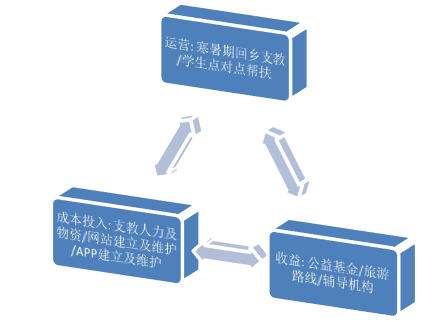 运营:寒暑期回乡支教
/学生点对点帮扶
成本投入:支教人力及
物资/网站建立及维护
/APP建立及维护
收益:公益基金/旅游
路线/辅导机构